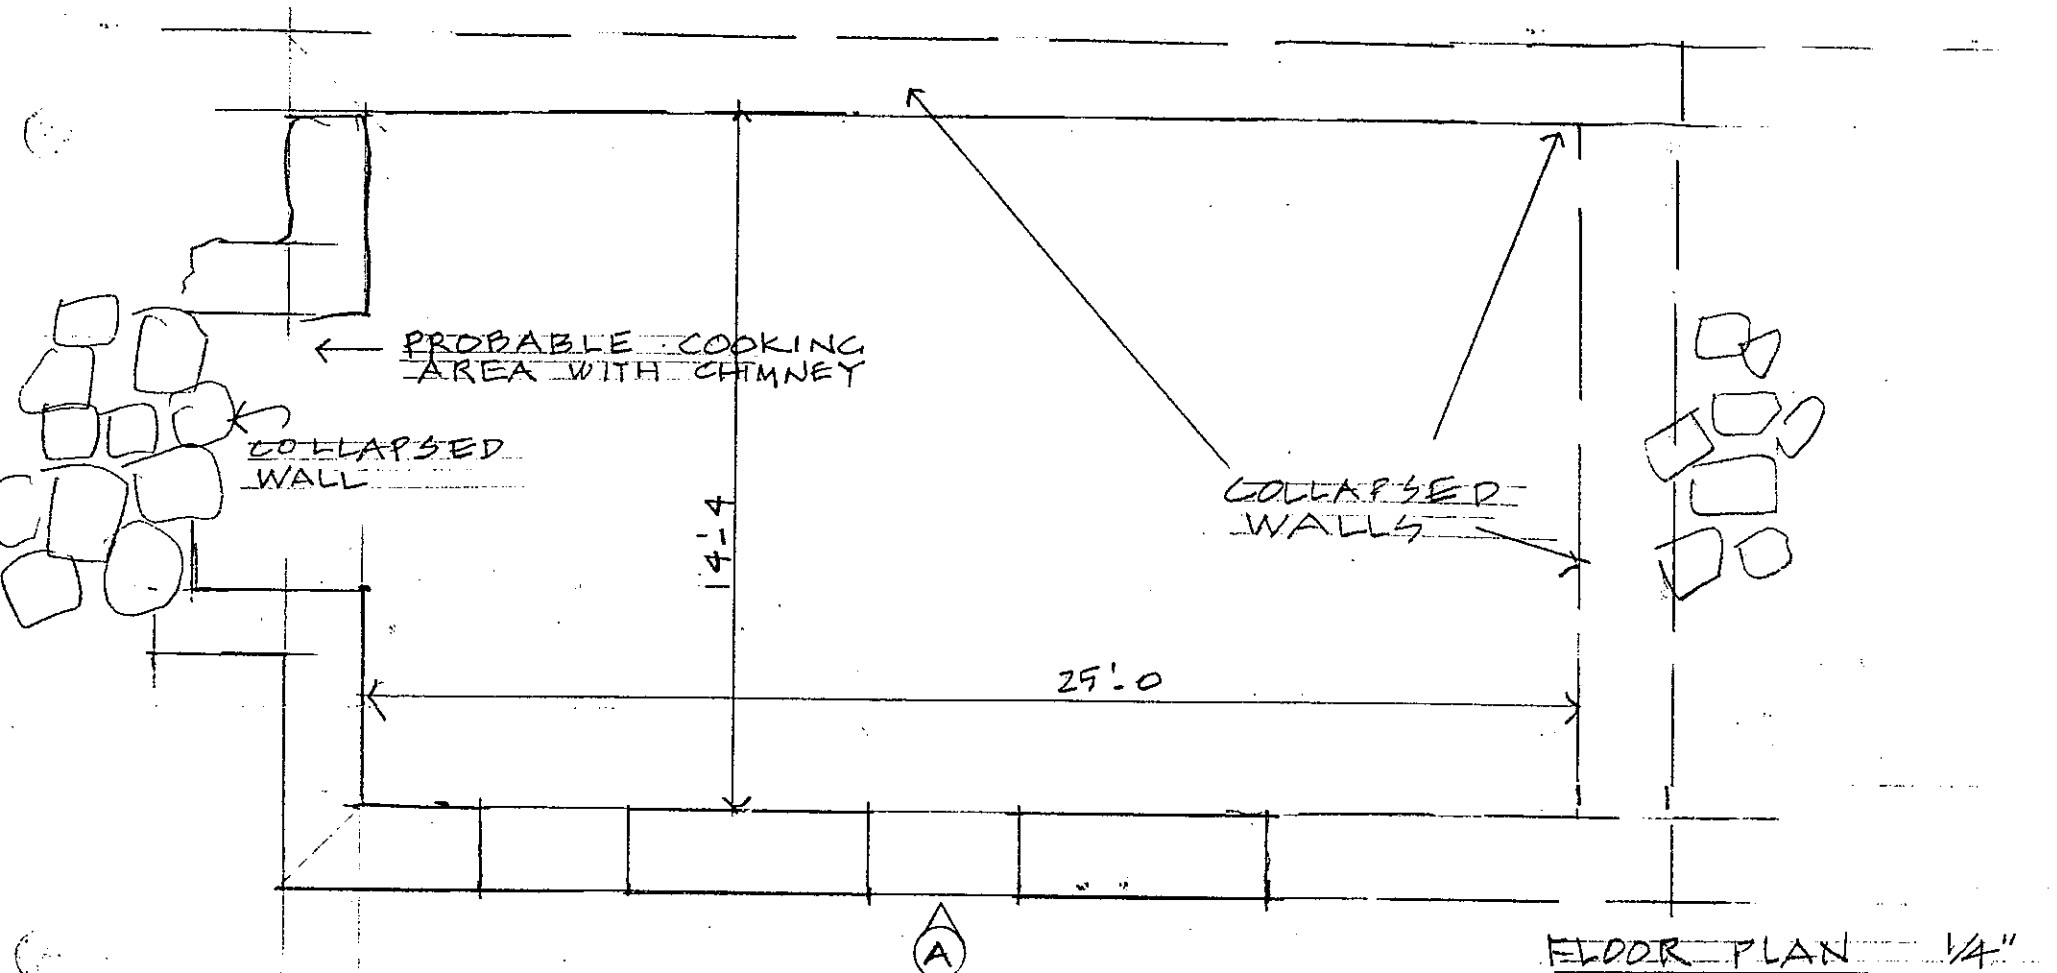 PROBABLE COOKING
AREA WITH CHIMNEY
COLLAPSED
WALL
COLLAPSED
WALLS
14'-4
25'-0
A
FLOOR PLAN 1/4"